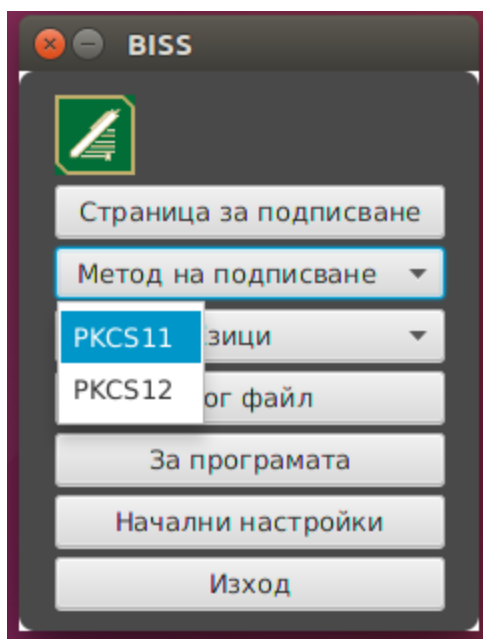 BISS
Страница за подписване
Метод на подписване
PKCS11
зици
PKCS12
ог файл
За програмата
Начални настройки
Изход